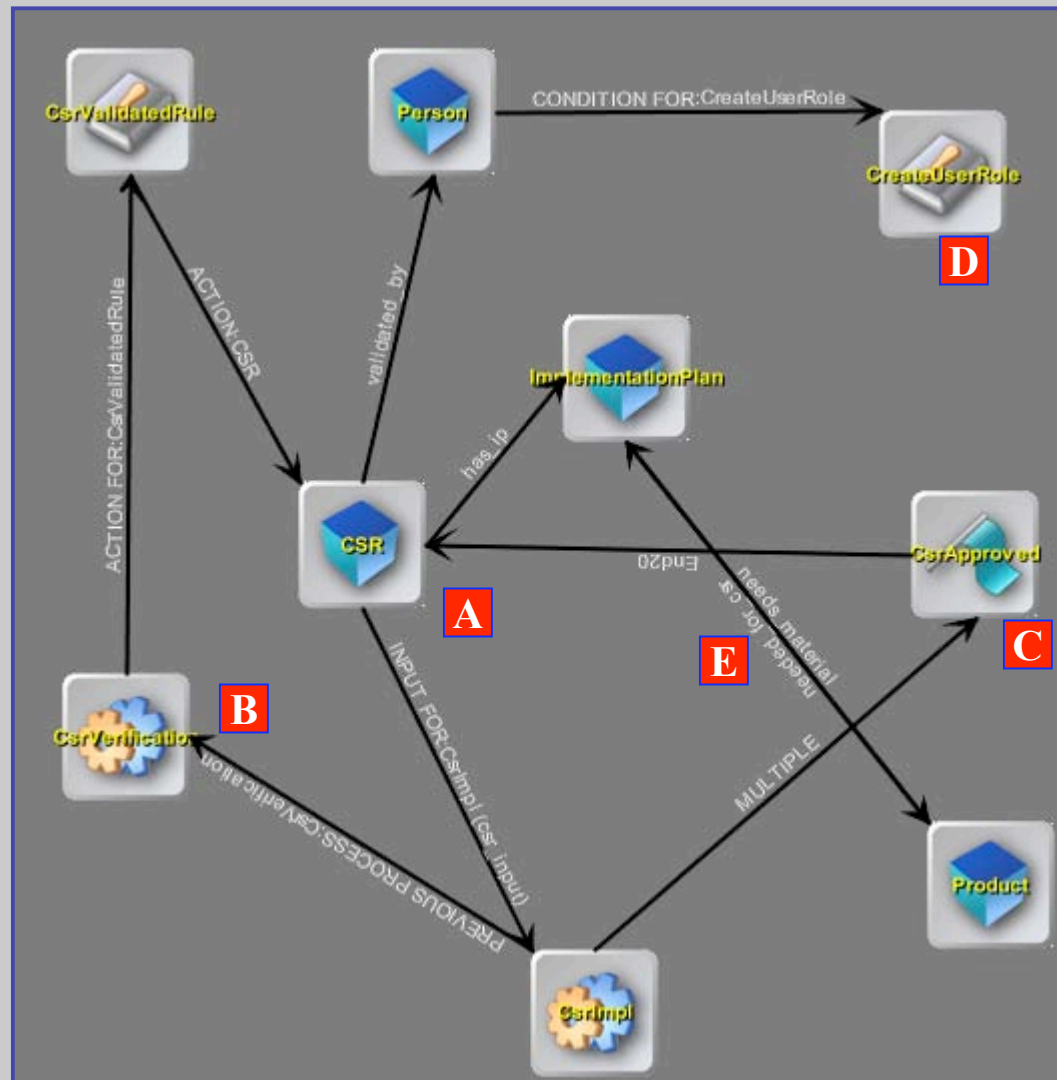 CsrValidatedRule
Person
CONDITION FOR:CreateUserRole
CreateUserRole
D
ACTION FOR:CsrValidatedRule
ACTION:CSR
validated_by
ImplementationPlan
has_ip
CSR
A
End20
CsrApproved
C
needs_material
needed_for_csr
E
B
CsrVerification
INPUT FOR:CsrImpl (csr_input)
MULTIPLE
PREVIOUS PROCESS:CsrVerification
Product
CsrImpl